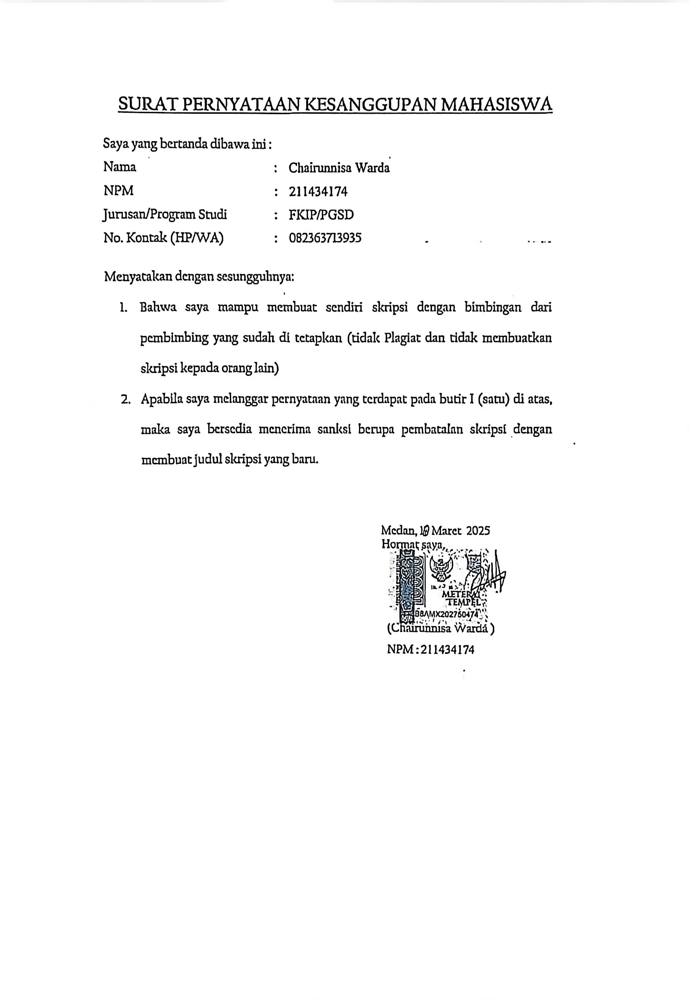 SURAT PERNYATAAN KESANGGUPAN MAHASISWA
Saya yang bertanda dibawa ini :
Nama : Chairunnisa Warda
NPM : 211434174
Jurusan/Program Studi : FKIP/PGSD
No. Kontak (HP/WA) : 082363713935
Menyatakan dengan sesungguhnya:
1. Bahwa saya mampu membuat sendiri skripsi dengan bimbingan dari
pembimbing yang sudah di tetapkan (tidak Plagiat dan tidak membuatkan
skripsi kepada orang lain)
2. Apabila saya melanggar pernyataan yang terdapat pada butir I (satu) di atas,
maka saya bersedia menerima sanksi berupa pembatalan skripsi dengan
membuat judul skripsi yang baru.
Medan, Maret 2025
Hormat saya,
10000
METERAI
TEMPEL
(Chairunnisa Warda)
NPM : 211434174